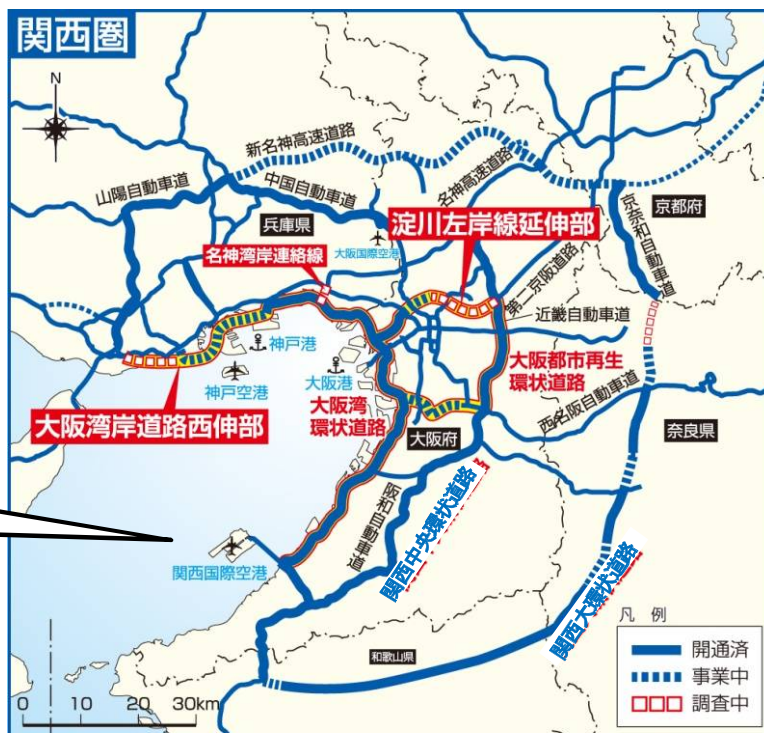 関西圏
N
新名神高速道路
名神高速道路
山陽自動車道
中国自動車道
兵庫県
淀川左岸線延伸部
京都府
京奈和自動車道
名神湾岸連絡線
大阪国際空港
第二京阪道路
近畿自動車道
神戸港
大阪港
神戸空港
大阪湾岸道路西伸部
大阪湾
環状道路
大阪都市再生
環状道路
大阪府
西名阪自動車道
奈良県
阪和自動車道
関西中央環状道路
関西国際空港
関西大環状道路
和歌山県
凡 例
開通済
事業中
調査中
0 10 20 30km